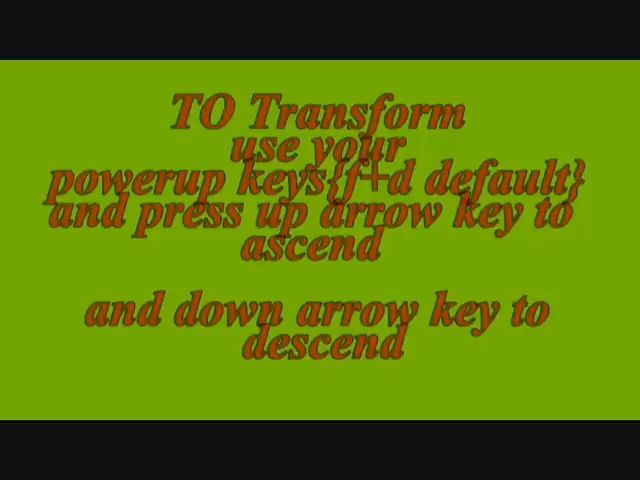 TO Transform
use your
powerup keys{f+d default}
and press up arrow key to
ascend
and down arrow key to
descend